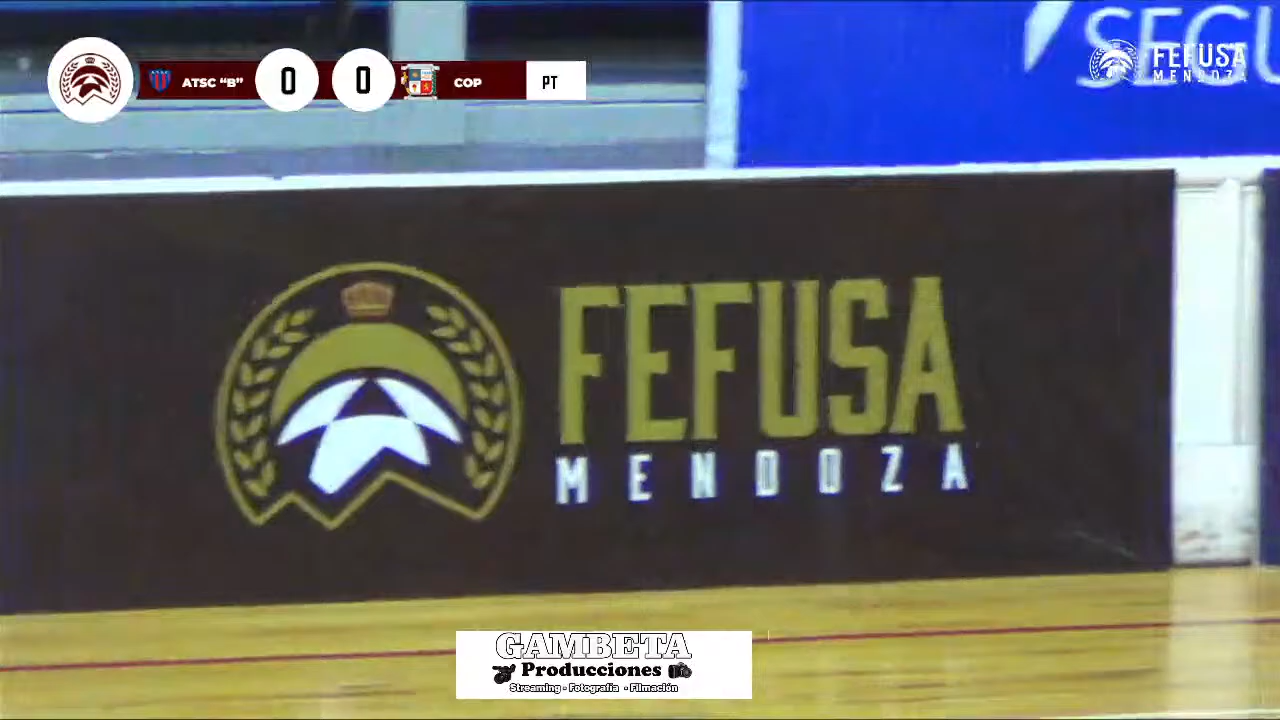 ATSC “B” 0 0 COP PT
SEGU
FEFUSA
MENDOZA
FEFUSA
MENDOZA
GAMBETA
Producciones
Streaming - Fotografía - Filmación